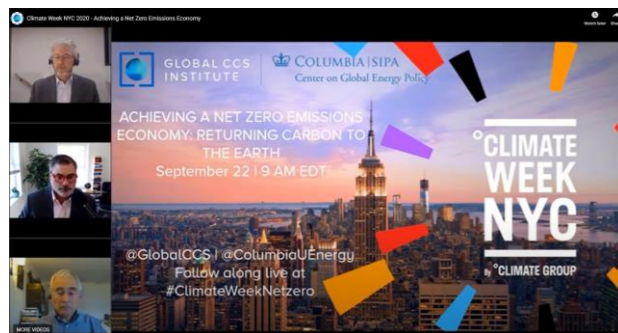 Climate Week NYC 2020 - Achieving a Net Zero Emissions Economy
Watch later
GLOBAL CCS
INSTITUTE
COLUMBIA | SIPA
Center on Global Energy Policy
ACHIEVING A NET ZERO EMISSIONS
ECONOMY: RETURNING CARBON TO
THE EARTH
September 22 | 9 AM EDT
°CLIMATE
WEEK
NYC
By °CLIMATE GROUP
@GlobalCCS | @ColumbiaUEnergy
Follow along live at
#ClimateWeekNetzero
MORE VIDEOS